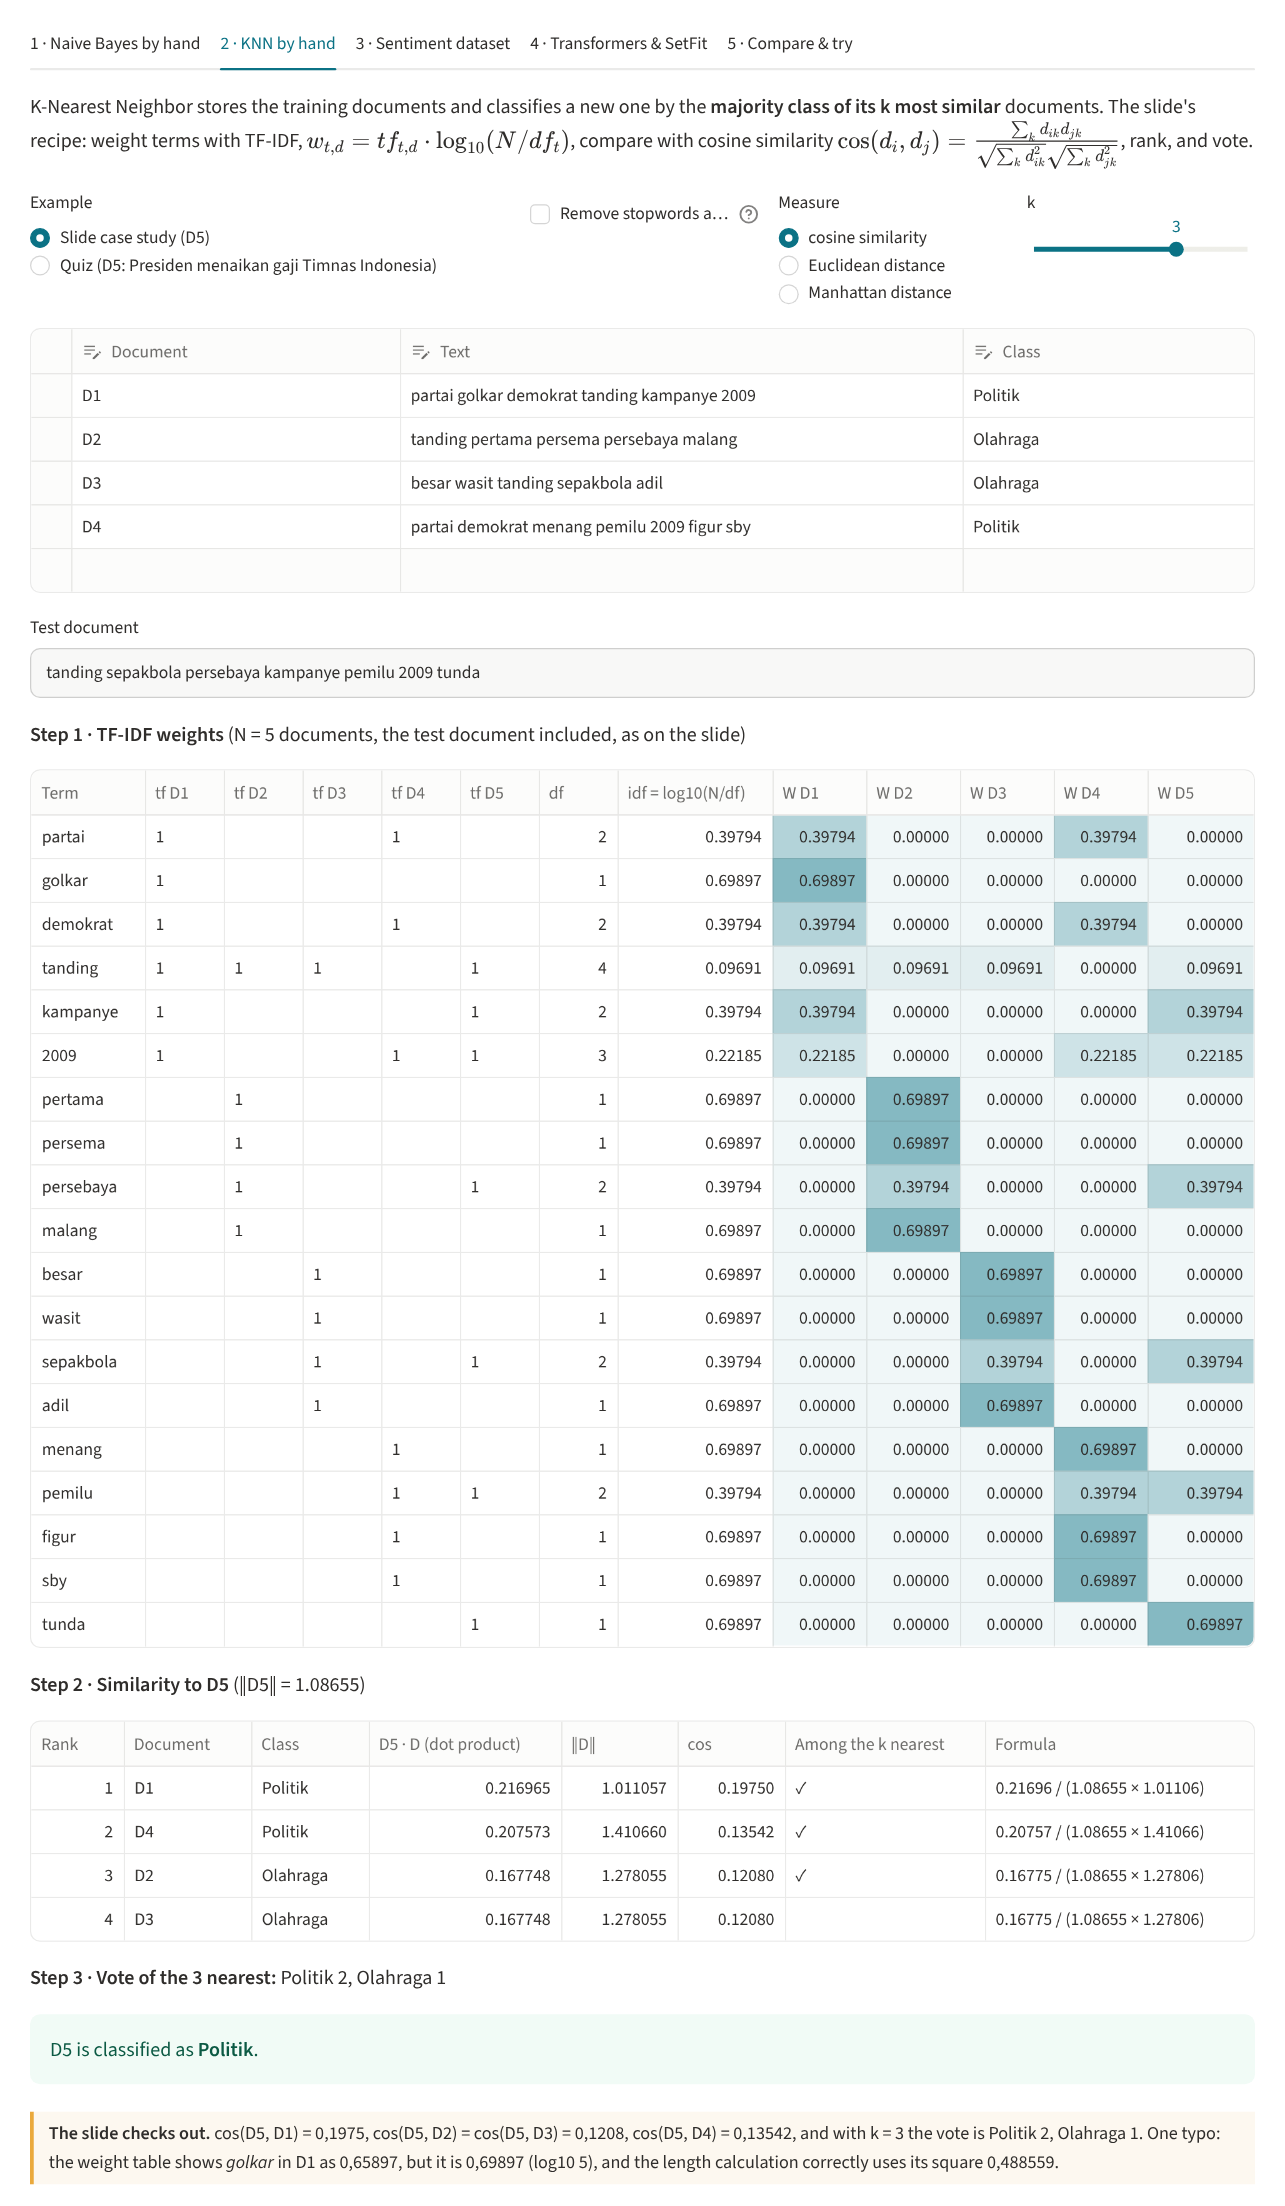 1 · Naive Bayes by hand 2 · KNN by hand 3 · Sentiment dataset 4 · Transformers & SetFit 5 · Compare & try
K-Nearest Neighbor stores the training documents and classifies a new one by the majority class of its k most similar documents. The slide's
recipe: weight terms with TF-IDF, w_{t,d} = tf_{t,d} · log₁₀(N/df_t), compare with cosine similarity cos(d_i, d_j) = \frac{∑_k d_{ik}d_{jk}}{\sqrt{∑_k d_{ik}^2}\sqrt{∑_k d_{jk}^2}}, rank, and vote.
Example
Slide case study (D5)
Quiz (D5: Presiden menaikan gaji Timnas Indonesia)
Remove stopwords a...
Measure
cosine similarity
Euclidean distance
Manhattan distance
k
3
Document Text Class
D1 partai golkar demokrat tanding kampanye 2009 Politik
D2 tanding pertama persema persebaya malang Olahraga
D3 besar wasit tanding sepakbola adil Olahraga
D4 partai demokrat menang pemilu 2009 figur sby Politik
Test document
tanding sepakbola persebaya kampanye pemilu 2009 tunda
Step 1 · TF-IDF weights (N = 5 documents, the test document included, as on the slide)
Term tf D1 tf D2 tf D3 tf D4 tf D5 df idf = log10(N/df) W D1 W D2 W D3 W D4 W D5
partai 1 1 2 0.39794 0.39794 0.00000 0.00000 0.39794 0.00000
golkar 1 1 0.69897 0.69897 0.00000 0.00000 0.00000 0.00000
demokrat 1 1 2 0.39794 0.39794 0.00000 0.00000 0.39794 0.00000
tanding 1 1 1 1 4 0.09691 0.09691 0.09691 0.09691 0.00000 0.09691
kampanye 1 1 2 0.39794 0.39794 0.00000 0.00000 0.00000 0.39794
2009 1 1 1 3 0.22185 0.22185 0.00000 0.00000 0.22185 0.22185
pertama 1 1 0.69897 0.00000 0.69897 0.00000 0.00000 0.00000
persema 1 1 0.69897 0.00000 0.69897 0.00000 0.00000 0.00000
persebaya 1 1 2 0.39794 0.00000 0.39794 0.00000 0.00000 0.39794
malang 1 1 0.69897 0.00000 0.69897 0.00000 0.00000 0.00000
besar 1 1 0.69897 0.00000 0.00000 0.69897 0.00000 0.00000
wasit 1 1 0.69897 0.00000 0.00000 0.69897 0.00000 0.00000
sepakbola 1 1 2 0.39794 0.00000 0.00000 0.39794 0.00000 0.39794
adil 1 1 0.69897 0.00000 0.00000 0.69897 0.00000 0.00000
menang 1 1 0.69897 0.00000 0.00000 0.00000 0.69897 0.00000
pemilu 1 1 2 0.39794 0.00000 0.00000 0.00000 0.39794 0.39794
figur 1 1 0.69897 0.00000 0.00000 0.00000 0.69897 0.00000
sby 1 1 0.69897 0.00000 0.00000 0.00000 0.69897 0.00000
tunda 1 1 0.69897 0.00000 0.00000 0.00000 0.00000 0.69897
Step 2 · Similarity to D5 (‖D5‖ = 1.08655)
Rank Document Class D5 · D (dot product) ‖D‖ cos Among the k nearest Formula
1 D1 Politik 0.216965 1.011057 0.19750 ✓ 0.21696 / (1.08655 × 1.01106)
2 D4 Politik 0.207573 1.410660 0.13542 ✓ 0.20757 / (1.08655 × 1.41066)
3 D2 Olahraga 0.167748 1.278055 0.12080 ✓ 0.16775 / (1.08655 × 1.27806)
4 D3 Olahraga 0.167748 1.278055 0.12080 0.16775 / (1.08655 × 1.27806)
Step 3 · Vote of the 3 nearest: Politik 2, Olahraga 1
D5 is classified as Politik.
The slide checks out. cos(D5, D1) = 0,1975, cos(D5, D2) = cos(D5, D3) = 0,1208, cos(D5, D4) = 0,13542, and with k = 3 the vote is Politik 2, Olahraga 1. One typo:
the weight table shows golkar in D1 as 0,65897, but it is 0,69897 (log10 5), and the length calculation correctly uses its square 0,488559.